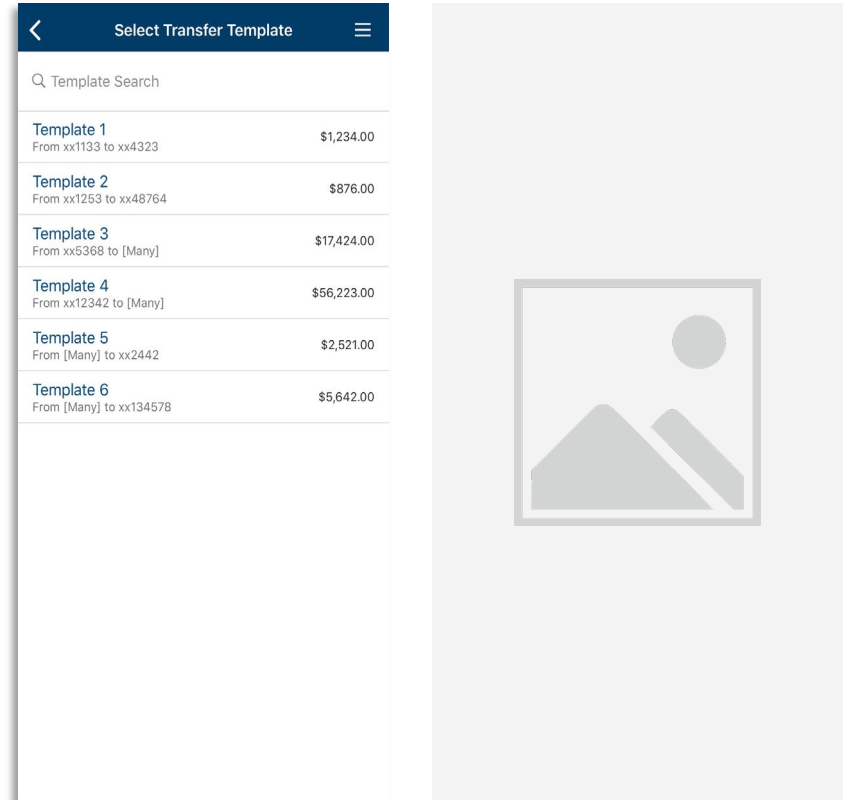 Select Transfer Template
Template Search
Template 1
$1,234.00
From xx1133 to xx4323
Template 2
$876.00
From xx1253 to xx48764
Template 3
$17,424.00
From xx5368 to [Many]
Template 4
$56,223.00
From xx12342 to [Many]
Template 5
$2,521.00
From [Many] to xx2442
Template 6
$5,642.00
From [Many] to xx134578